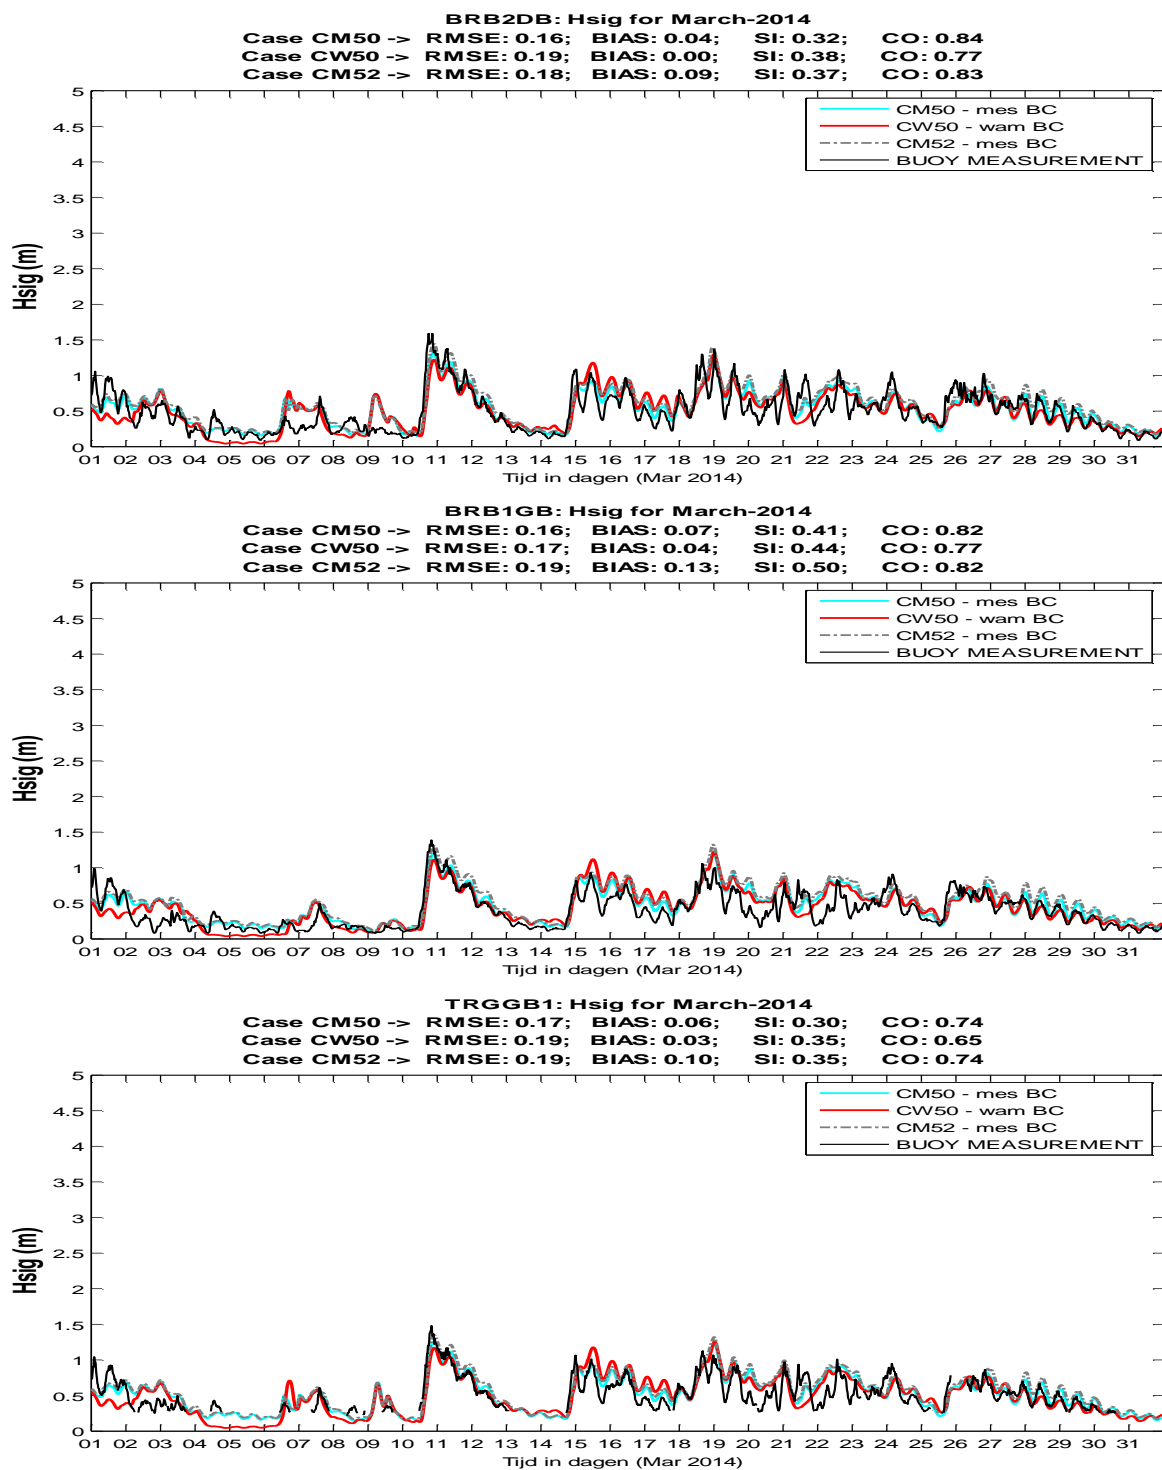 BRB2DB: Hsig for March-2014
Case CM50 -> RMSE: 0.16; BIAS: 0.04; SI: 0.32; CO: 0.84
Case CW50 -> RMSE: 0.19; BIAS: 0.00; SI: 0.38; CO: 0.77
Case CM52 -> RMSE: 0.18; BIAS: 0.09; SI: 0.37; CO: 0.83
5
4.5
4
3.5
3
2.5
2
1.5
1
0.5
0
Hsig (m)
CM50 - mes BC
CW50 - wam BC
CM52 - mes BC
BUOY MEASUREMENT
01 02 03 04 05 06 07 08 09 10 11 12 13 14 15 16 17 18 19 20 21 22 23 24 25 26 27 28 29 30 31
Tijd in dagen (Mar 2014)
BRB1GB: Hsig for March-2014
Case CM50 -> RMSE: 0.16; BIAS: 0.07; SI: 0.41; CO: 0.82
Case CW50 -> RMSE: 0.17; BIAS: 0.04; SI: 0.44; CO: 0.77
Case CM52 -> RMSE: 0.19; BIAS: 0.13; SI: 0.50; CO: 0.82
5
4.5
4
3.5
3
2.5
2
1.5
1
0.5
0
Hsig (m)
CM50 - mes BC
CW50 - wam BC
CM52 - mes BC
BUOY MEASUREMENT
01 02 03 04 05 06 07 08 09 10 11 12 13 14 15 16 17 18 19 20 21 22 23 24 25 26 27 28 29 30 31
Tijd in dagen (Mar 2014)
TRGGB1: Hsig for March-2014
Case CM50 -> RMSE: 0.17; BIAS: 0.06; SI: 0.30; CO: 0.74
Case CW50 -> RMSE: 0.19; BIAS: 0.03; SI: 0.35; CO: 0.65
Case CM52 -> RMSE: 0.19; BIAS: 0.10; SI: 0.35; CO: 0.74
5
4.5
4
3.5
3
2.5
2
1.5
1
0.5
0
Hsig (m)
CM50 - mes BC
CW50 - wam BC
CM52 - mes BC
BUOY MEASUREMENT
01 02 03 04 05 06 07 08 09 10 11 12 13 14 15 16 17 18 19 20 21 22 23 24 25 26 27 28 29 30 31
Tijd in dagen (Mar 2014)